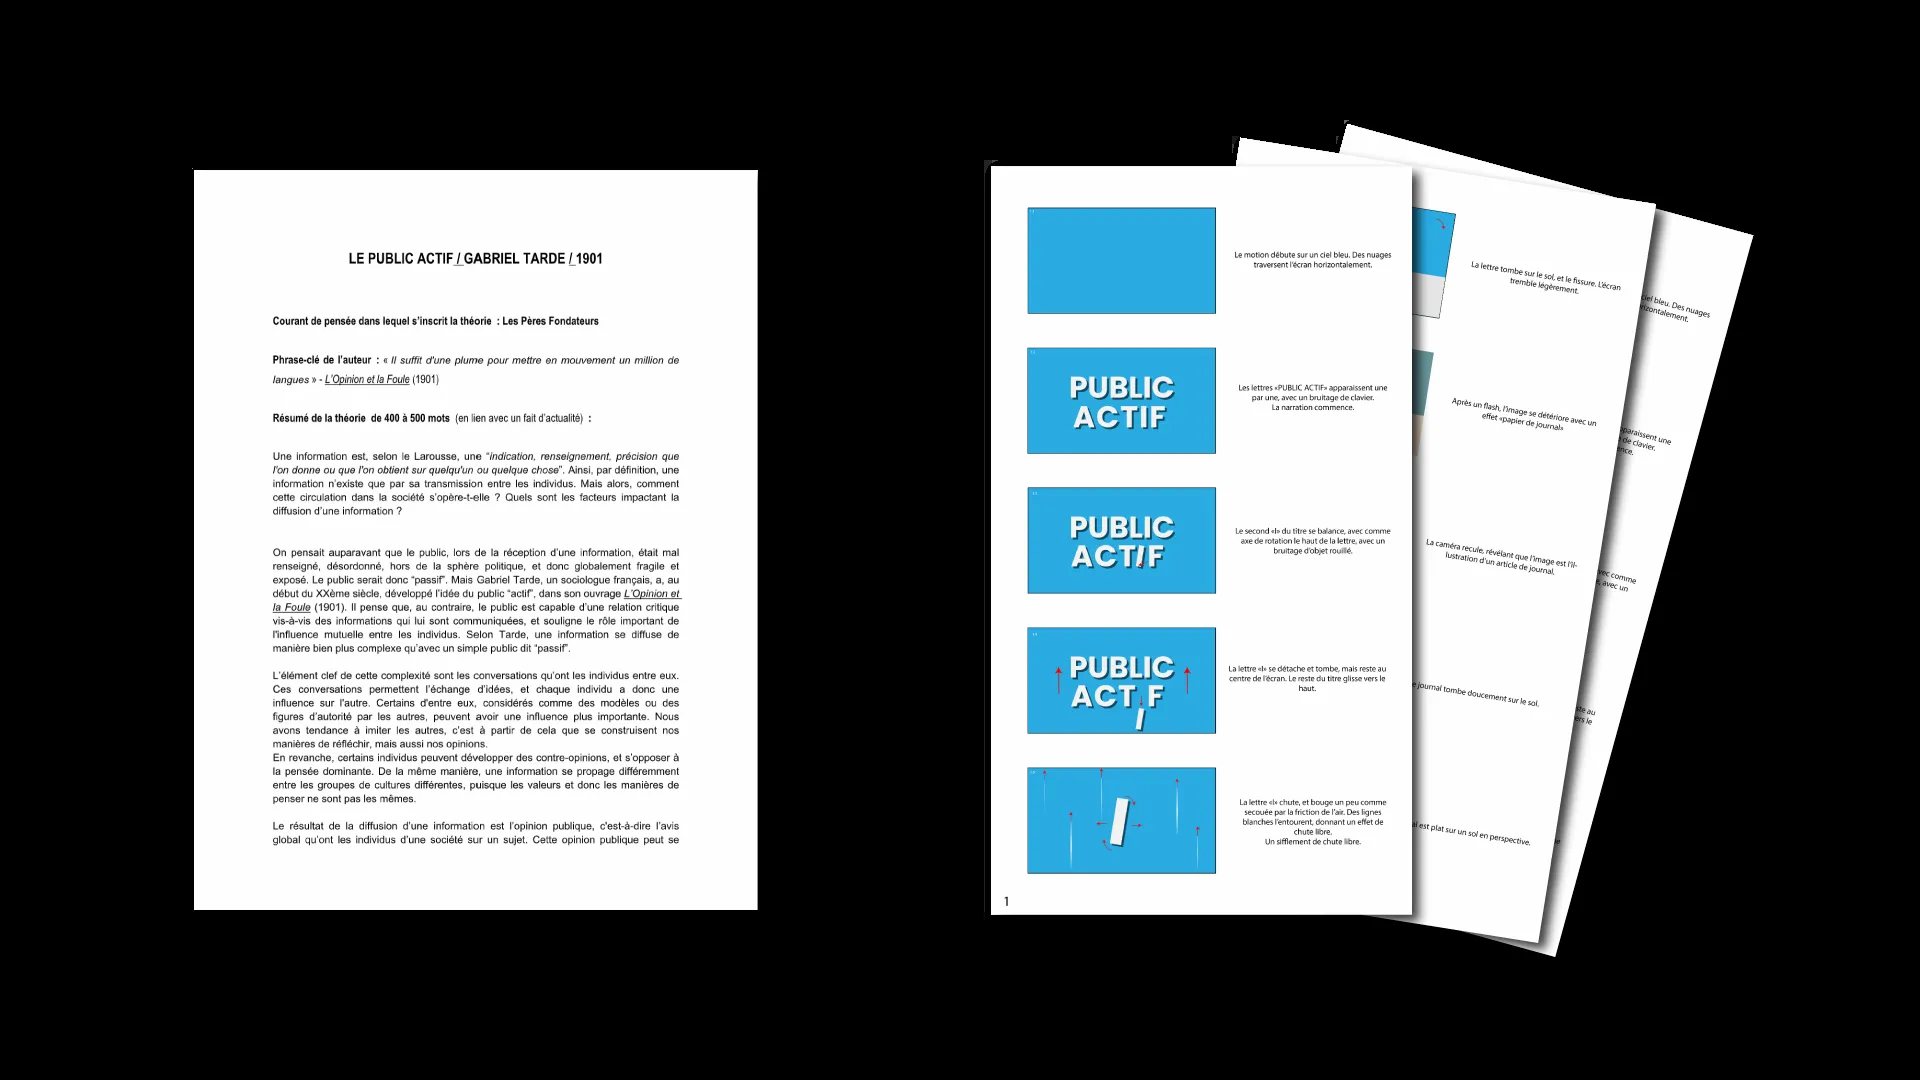 LE PUBLIC ACTIF / GABRIEL TARDE / 1901
Courant de pensée dans lequel s'inscrit la théorie : Les Pères Fondateurs
Phrase-clé de l'auteur : « Il suffit d'une plume pour mettre en mouvement un million de
langues » - L'Opinion et la Foule (1901)
Résumé de la théorie de 400 à 500 mots (en lien avec un fait d'actualité) :
Une information est, selon le Larousse, une “indication, renseignement, précision que
l'on donne ou que l'on obtient sur quelqu'un ou quelque chose”. Ainsi, par définition, une
information n'existe que par sa transmission entre les individus. Mais alors, comment
cette circulation dans la société s'opère-t-elle ? Quels sont les facteurs impactant la
diffusion d'une information ?
On pensait auparavant que le public, lors de la réception d'une information, était mal
renseigné, désordonné, hors de la sphère politique, et donc globalement fragile et
exposé. Le public serait donc “passif”. Mais Gabriel Tarde, un sociologue français, a, au
début du XXème siècle, développé l'idée du public “actif”, dans son ouvrage L'Opinion et
la Foule (1901). Il pense que, au contraire, le public est capable d'une relation critique
vis-à-vis des informations qui lui sont communiquées, et souligne le rôle important de
l'influence mutuelle entre les individus. Selon Tarde, une information se diffuse de
manière bien plus complexe qu'avec un simple public dit “passif”.
L'élément clef de cette complexité sont les conversations qu'ont les individus entre eux.
Ces conversations permettent l'échange d'idées, et chaque individu a donc une
influence sur l'autre. Certains d'entre eux, considérés comme des modèles ou des
figures d'autorité par les autres, peuvent avoir une influence plus importante. Nous
avons tendance à imiter les autres, c'est à partir de cela que se construisent nos
manières de réfléchir, mais aussi nos opinions.
En revanche, certains individus peuvent développer des contre-opinions, et s'opposer à
la pensée dominante. De la même manière, une information se propage différemment
entre les groupes de cultures différentes, puisque les valeurs et donc les manières de
penser ne sont pas les mêmes.
Le résultat de la diffusion d'une information est l'opinion publique, c'est-à-dire l'avis
global qu'ont les individus d'une société sur un sujet. Cette opinion publique peut se
Le motion débute sur un ciel bleu. Des nuages
traversent l'écran horizontalement.
PUBLIC
ACTIF
Les lettres «PUBLIC ACTIF» apparaissent une
par une, avec un bruitage de clavier.
La narration commence.
PUBLIC
ACTIF
Le second «I» du titre se balance, avec comme
axe de rotation le haut de la lettre, avec un
bruitage d'objet rouillé.
PUBLIC
ACT F
La lettre «I» se détache et tombe, mais reste au
centre de l'écran. Le reste du titre glisse vers le
haut.
La lettre «I» chute, et bouge un peu comme
secouée par la friction de l'air. Des lignes
blanches l'entourent, donnant un effet de
chute libre.
Un sifflement de chute libre.
1
La lettre tombe sur le sol, et le fissure. L'écran
tremble légèrement.
Après un flash, l'image se détériore avec un
effet «papier de journal»
La caméra recule, révélant que l'image est l'il-
lustration d'un article de journal.
journal tombe doucement sur le sol.
est plat sur un sol en perspective.
ciel bleu. Des nuages
rizontalement.
paraissent une
de clavier.
ence.
vec comme
avec un
ste au
ers le